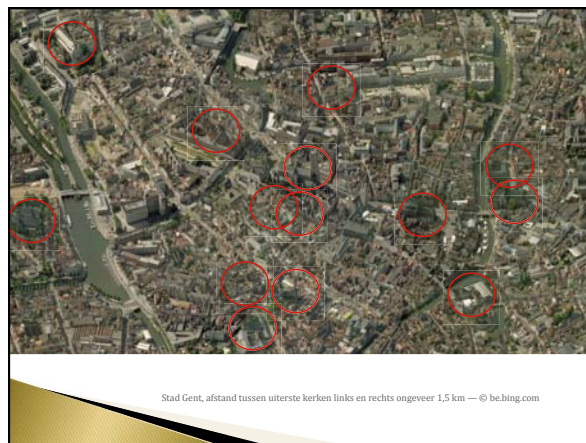 Stad Gent, afstand tussen uiterste kerken links en rechts ongeveer 1,5 km — © be.bing.com